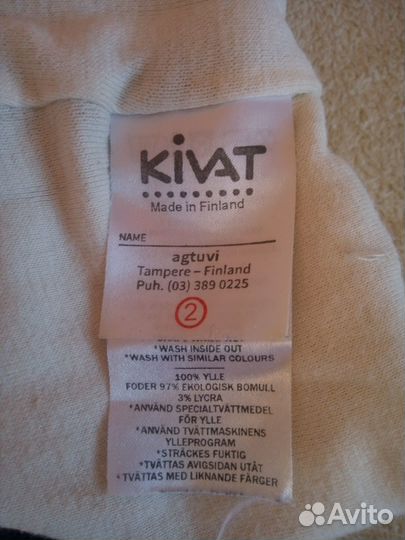 KIVAT
Made in Finland
NAME
agtuvi
Tampere – Finland
Puh. (03) 389 0225
2
*WASH INSIDE OUT
*WASH WITH SIMILAR COLOURS
100% YLLE
FODER 97% EKOLOGISK BOMULL
3% LYCRA
*ANVÄND SPECIALTVÄTTMEDEL
FÖR YLLE
*ANVÄND TVÄTTMASKINENS
YLLEPROGRAM
*STRÄCKES FUKTIG
*TVÄTTAS AVIGSIDAN UTÅT
*TVÄTTAS MED LIKNANDE FÄRGER
Avito